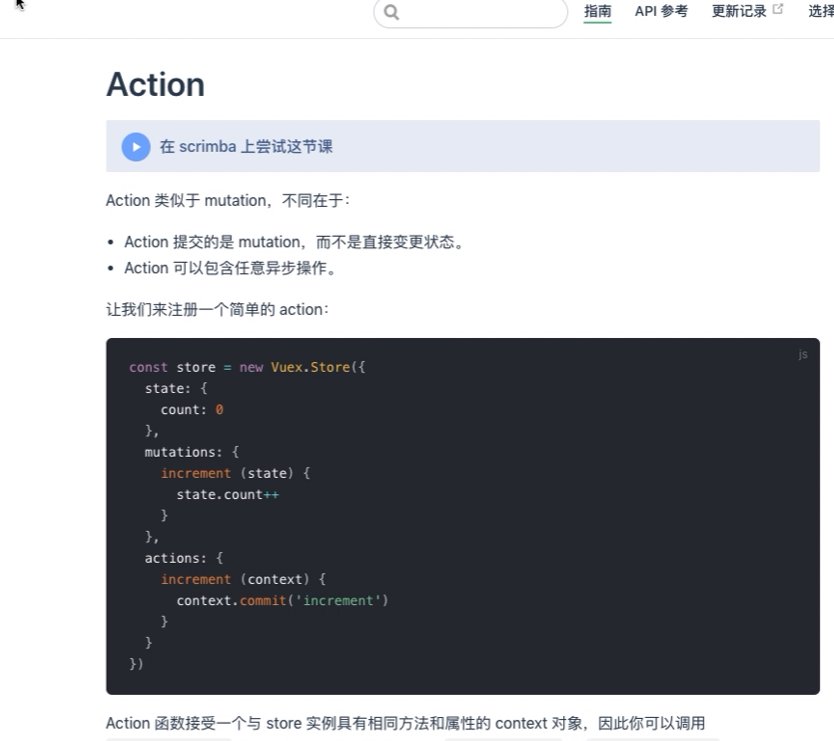 指南 API 参考 更新记录 选择
Action
在 scrimba 上尝试这节课
Action 类似于 mutation，不同在于：
• Action 提交的是 mutation，而不是直接变更状态。
• Action 可以包含任意异步操作。
让我们来注册一个简单的 action：
js
const store = new Vuex.Store({
  state: {
    count: 0
  },
  mutations: {
    increment (state) {
      state.count++
    }
  },
  actions: {
    increment (context) {
      context.commit('increment')
    }
  }
})
Action 函数接受一个与 store 实例具有相同方法和属性的 context 对象，因此你可以调用